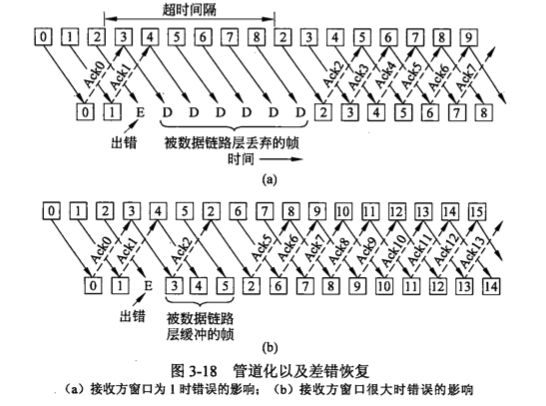 超时间隔
0 1 2 3 4 5 6 7 8 2 3 4 5 6 7 8 9
Ack0 Ack1 Ack2 Ack3 Ack4 Ack5 Ack6 Ack7
0 1 E D D D D D D 2 3 4 5 6 7 8
出错 被数据链路层丢弃的帧
时间
(a)
0 1 2 3 4 5 2 6 7 8 9 10 11 12 13 14 15
Ack0 Ack1 Ack2 Ack5 Ack6 Ack7 Ack8 Ack9 Ack10 Ack11 Ack12 Ack13
0 1 E 3 4 5 2 6 7 8 9 10 11 12 13 14
出错 被数据链路
层缓冲的帧
(b)
图 3-18 管道化以及差错恢复
(a)接收方窗口为 1 时错误的影响；(b)接收方窗口很大时错误的影响